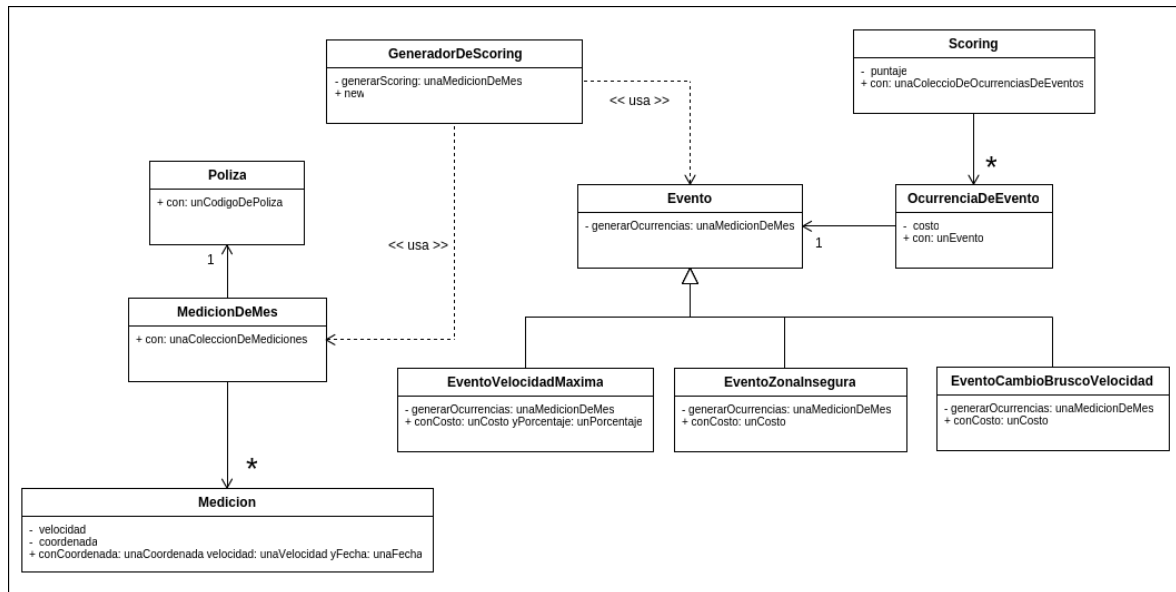 GeneradorDeScoring
- generarScoring: unaMedicionDeMes
+ new
Scoring
- puntaje
+ con: unaColeccioDeOcurrenciasDeEventos
<< usa >>
*
Poliza
+ con: unCodigoDePoliza
Evento
- generarOcurrencias: unaMedicionDeMes
OcurrenciaDeEvento
- costo
+ con: unEvento
1
<< usa >>
1
MedicionDeMes
+ con: unaColeccionDeMediciones
EventoVelocidadMaxima
- generarOcurrencias: unaMedicionDeMes
+ conCosto: unCosto yPorcentaje: unPorcentaje
EventoZonaInsegura
- generarOcurrencias: unaMedicionDeMes
+ conCosto: unCosto
EventoCambioBruscoVelocidad
- generarOcurrencias: unaMedicionDeMes
+ conCosto: unCosto
*
Medicion
- velocidad
- coordenada
+ conCoordenada: unaCoordenada velocidad: unaVelocidad yFecha: unaFecha